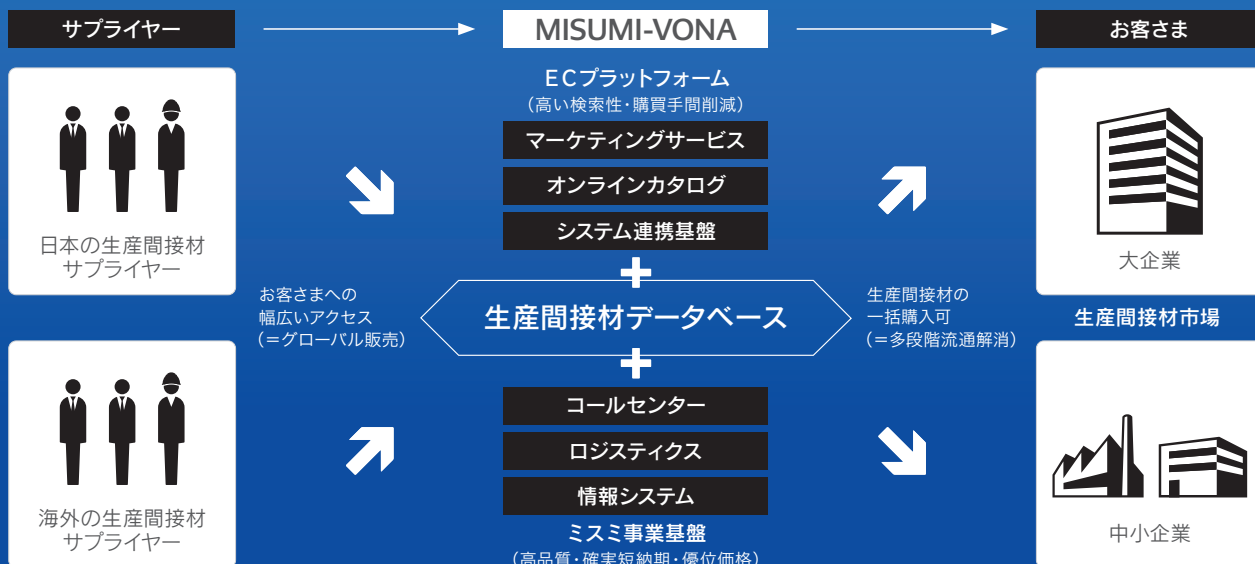 サプライヤー
MISUMI-VONA
お客さま
日本の生産間接材
サプライヤー
海外の生産間接材
サプライヤー
お客さまへの
幅広いアクセス
(＝グローバル販売)
ECプラットフォーム
(高い検索性・購買手間削減)
マーケティングサービス
オンラインカタログ
システム連携基盤
生産間接材データベース
コールセンター
ロジスティクス
情報システム
ミスミ事業基盤
(高品質・確実短納期・優位価格)
生産間接材の
一括購入可
(＝多段階流通解消)
大企業
生産間接材市場
中小企業